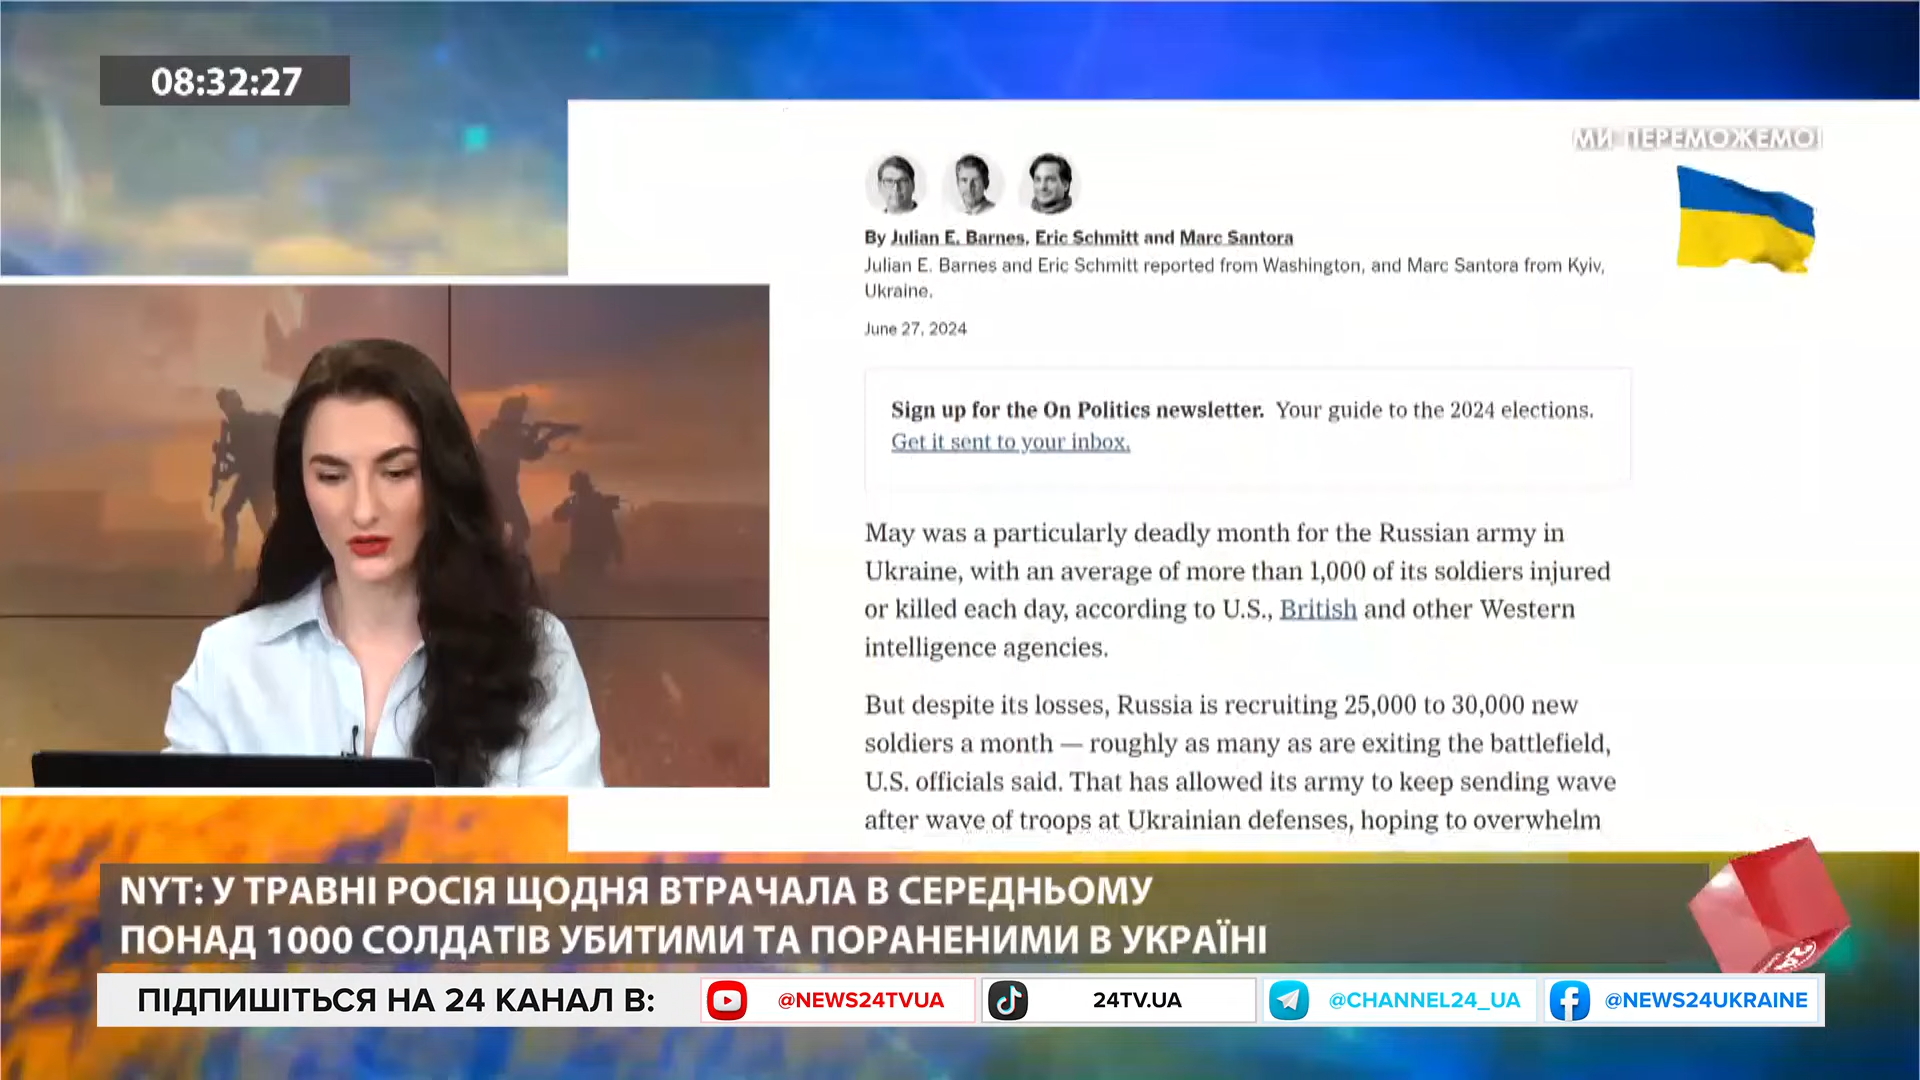 08:32:27
МИ ПЕРЕМОЖЕМО!
By Julian E. Barnes, Eric Schmitt and Marc Santora
Julian E. Barnes and Eric Schmitt reported from Washington, and Marc Santora from Kyiv,
Ukraine.
June 27, 2024
Sign up for the On Politics newsletter. Your guide to the 2024 elections.
Get it sent to your inbox.
May was a particularly deadly month for the Russian army in
Ukraine, with an average of more than 1,000 of its soldiers injured
or killed each day, according to U.S., British and other Western
intelligence agencies.
But despite its losses, Russia is recruiting 25,000 to 30,000 new
soldiers a month — roughly as many as are exiting the battlefield,
U.S. officials said. That has allowed its army to keep sending wave
after wave of troops at Ukrainian defenses, hoping to overwhelm
NYT: У ТРАВНІ РОСІЯ ЩОДНЯ ВТРАЧАЛА В СЕРЕДНЬОМУ
ПОНАД 1000 СОЛДАТІВ УБИТИМИ ТА ПОРАНЕНИМИ В УКРАЇНІ
ПІДПИШІТЬСЯ НА 24 КАНАЛ В: @NEWS24TVUA 24TV.UA @CHANNEL24_UA @NEWS24UKRAINE